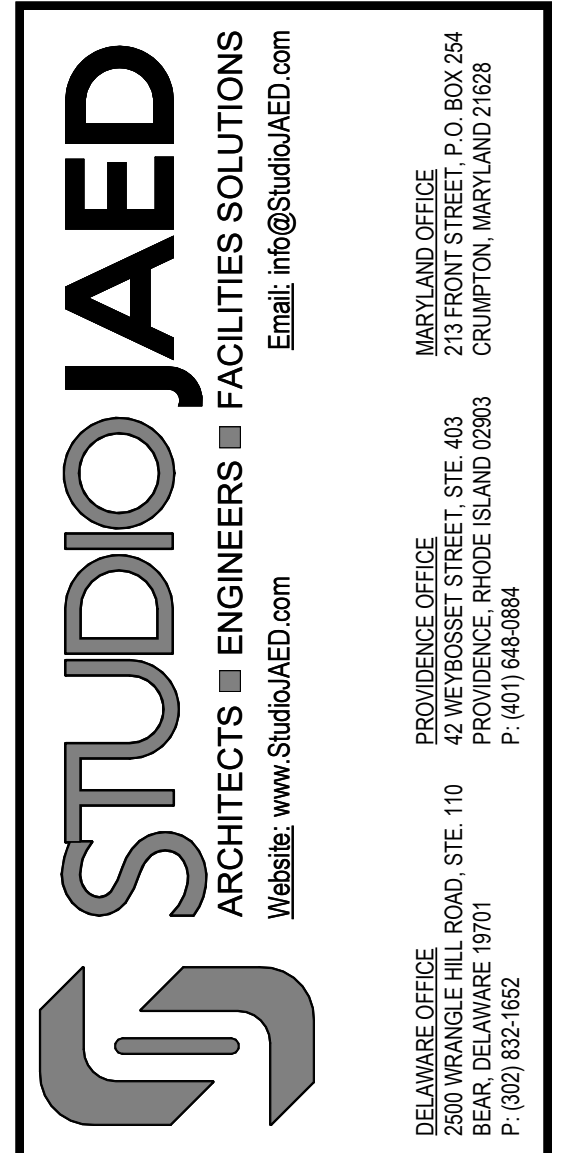 STUDIOJAED
ARCHITECTS ■ ENGINEERS ■ FACILITIES SOLUTIONS
Website: www.StudioJAED.com Email: info@StudioJAED.com
DELAWARE OFFICE
2500 WRANGLE HILL ROAD, STE. 110
BEAR, DELAWARE 19701
P: (302) 832-1652
PROVIDENCE OFFICE
42 WEYBOSSET STREET, STE. 403
PROVIDENCE, RHODE ISLAND 02903
P: (401) 648-0884
MARYLAND OFFICE
213 FRONT STREET, P.O. BOX 254
CRUMPTON, MARYLAND 21628